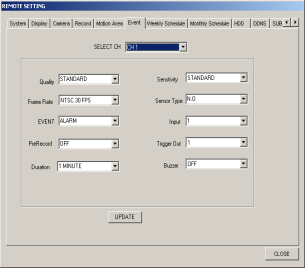 REMOTE SETTING
System Display Camera Record Motion Area Event Weekly Schedule Monthly Schedule HDD DDNS SUB
SELECT CH CH1
Quality STANDARD Sensitivity STANDARD
Frame Rate NTSC 30 FPS Sensor Type N.O
EVENT ALARM Input 1
PreRecord OFF Trigger Out 1
Duration 1 MINUTE Buzzer OFF
UPDATE
CLOSE